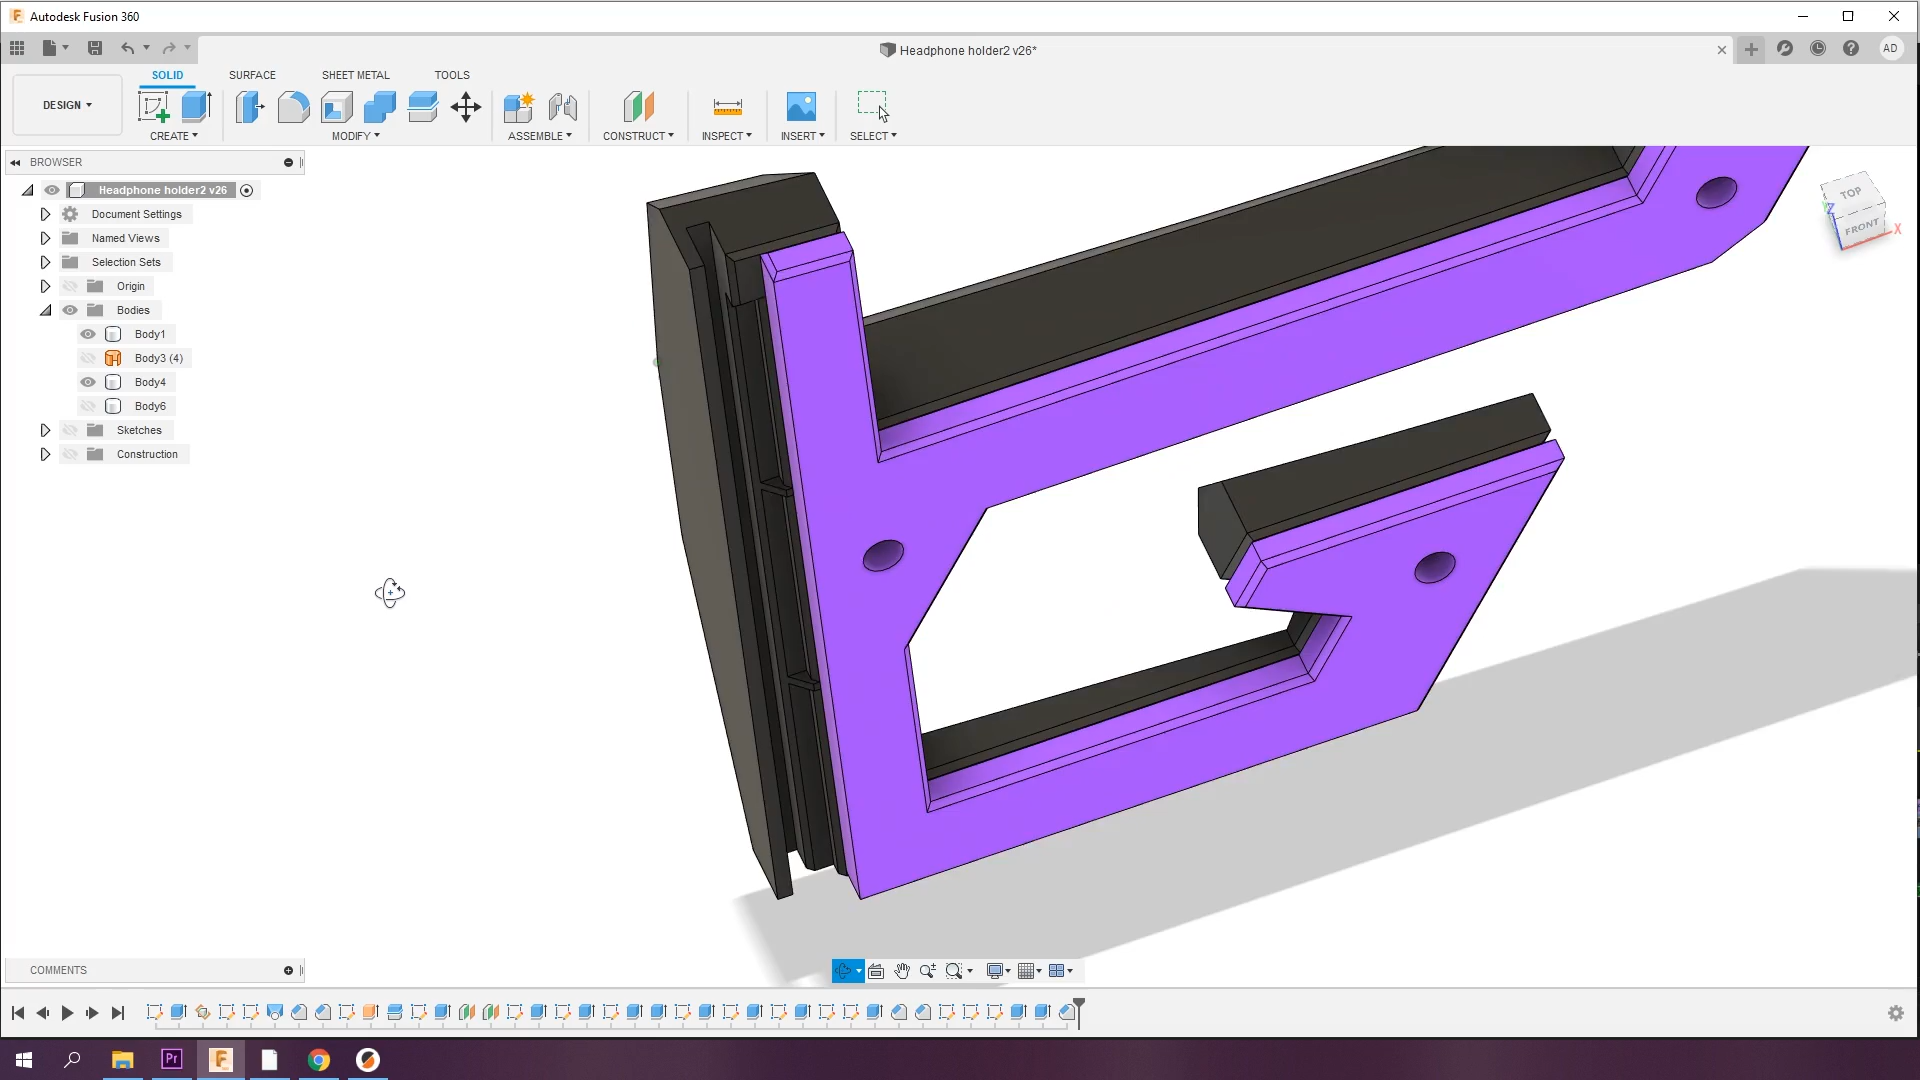 Autodesk Fusion 360
Headphone holder2 v26*
AD
DESIGN
SOLID SURFACE SHEET METAL TOOLS
CREATE MODIFY ASSEMBLE CONSTRUCT INSPECT INSERT SELECT
BROWSER
Headphone holder2 v26
Document Settings
Named Views
Selection Sets
Origin
Bodies
Body1
Body3 (4)
Body4
Body6
Sketches
Construction
TOP
FRONT
Z
X
COMMENTS
Pr
F